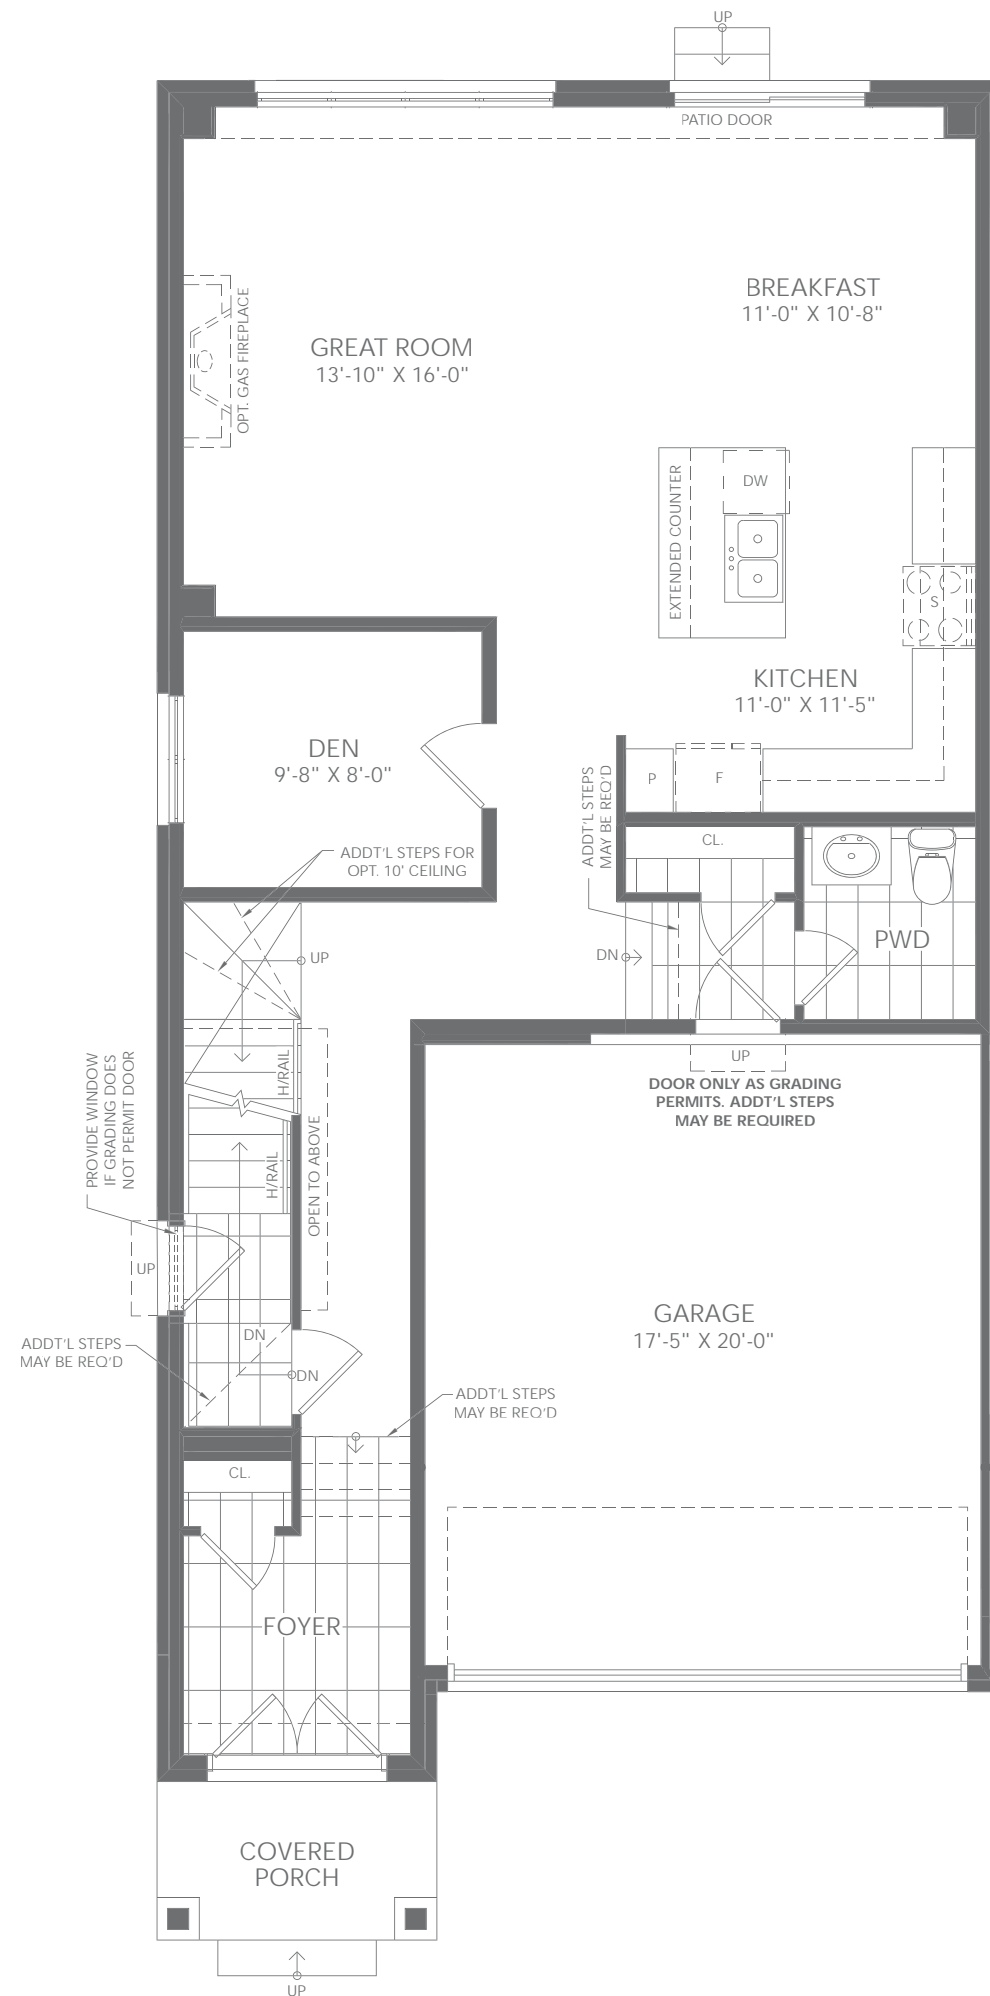 UP
PATIO DOOR
BREAKFAST
11'-0" X 10'-8"
GREAT ROOM
13'-10" X 16'-0"
OPT. GAS FIREPLACE
EXTENDED COUNTER
DW
S
KITCHEN
11'-0" X 11'-5"
DEN
9'-8" X 8'-0"
P
F
ADDT'L STEPS
MAY BE REQ'D
ADDT'L STEPS FOR
OPT. 10' CEILING
CL.
PWD
UP
DN
UP
DOOR ONLY AS GRADING
PERMITS. ADDT'L STEPS
MAY BE REQUIRED
H/RAIL
PROVIDE WINDOW
IF GRADING DOES
NOT PERMIT DOOR
H/RAIL
OPEN TO ABOVE
UP
GARAGE
17'-5" X 20'-0"
DN
ADDT'L STEPS
MAY BE REQ'D
DN
ADDT'L STEPS
MAY BE REQ'D
CL.
FOYER
COVERED
PORCH
UP